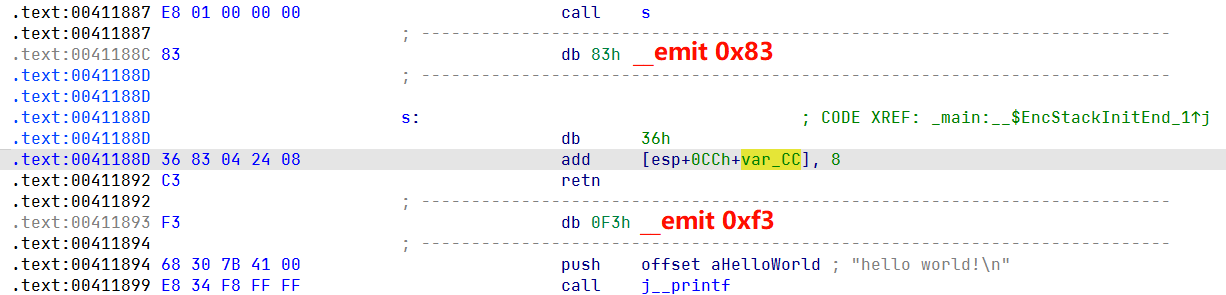 .text:00411887 E8 01 00 00 00 call s
.text:00411887 ; ---------------------------------------------------------------------------
.text:0041188C 83 db 83h __emit 0x83
.text:0041188D ; ---------------------------------------------------------------------------
.text:0041188D
.text:0041188D s: ; CODE XREF: _main:__$EncStackInitEnd_1↑j
.text:0041188D db 36h
.text:0041188D 36 83 04 24 08 add [esp+0CCh+var_CC], 8
.text:00411892 C3 retn
.text:00411892 ; ---------------------------------------------------------------------------
.text:00411893 F3 db 0F3h __emit 0xf3
.text:00411894 ; ---------------------------------------------------------------------------
.text:00411894 68 30 7B 41 00 push offset aHelloWorld ; "hello world!\n"
.text:00411899 E8 34 F8 FF FF call j__printf